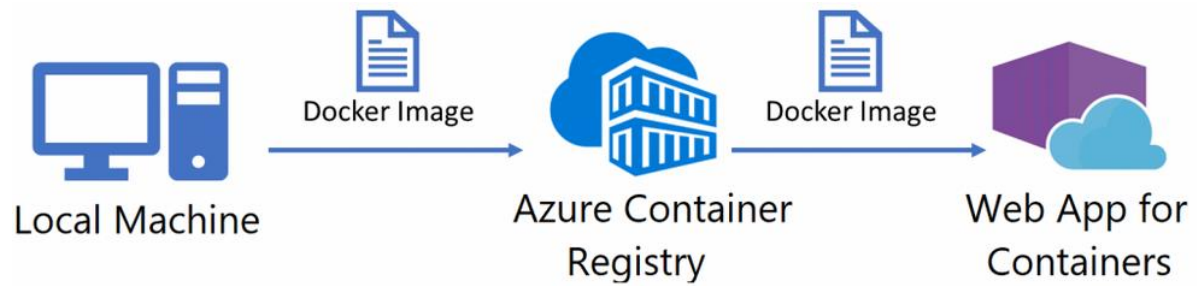 Docker Image
Docker Image
Local Machine
Azure Container
Registry
Web App for
Containers